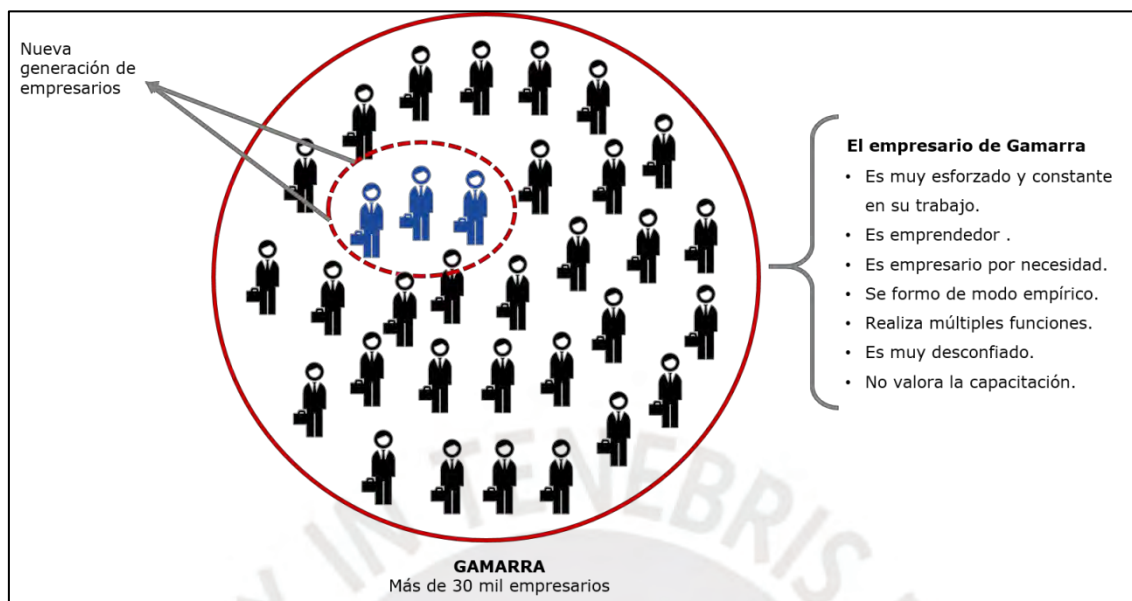 Nueva
generación de
empresarios
El empresario de Gamarra
• Es muy esforzado y constante
en su trabajo.
• Es emprendedor .
• Es empresario por necesidad.
• Se formo de modo empírico.
• Realiza múltiples funciones.
• Es muy desconfiado.
• No valora la capacitación.
X IN TENEBRIS
GAMARRA
Más de 30 mil empresarios